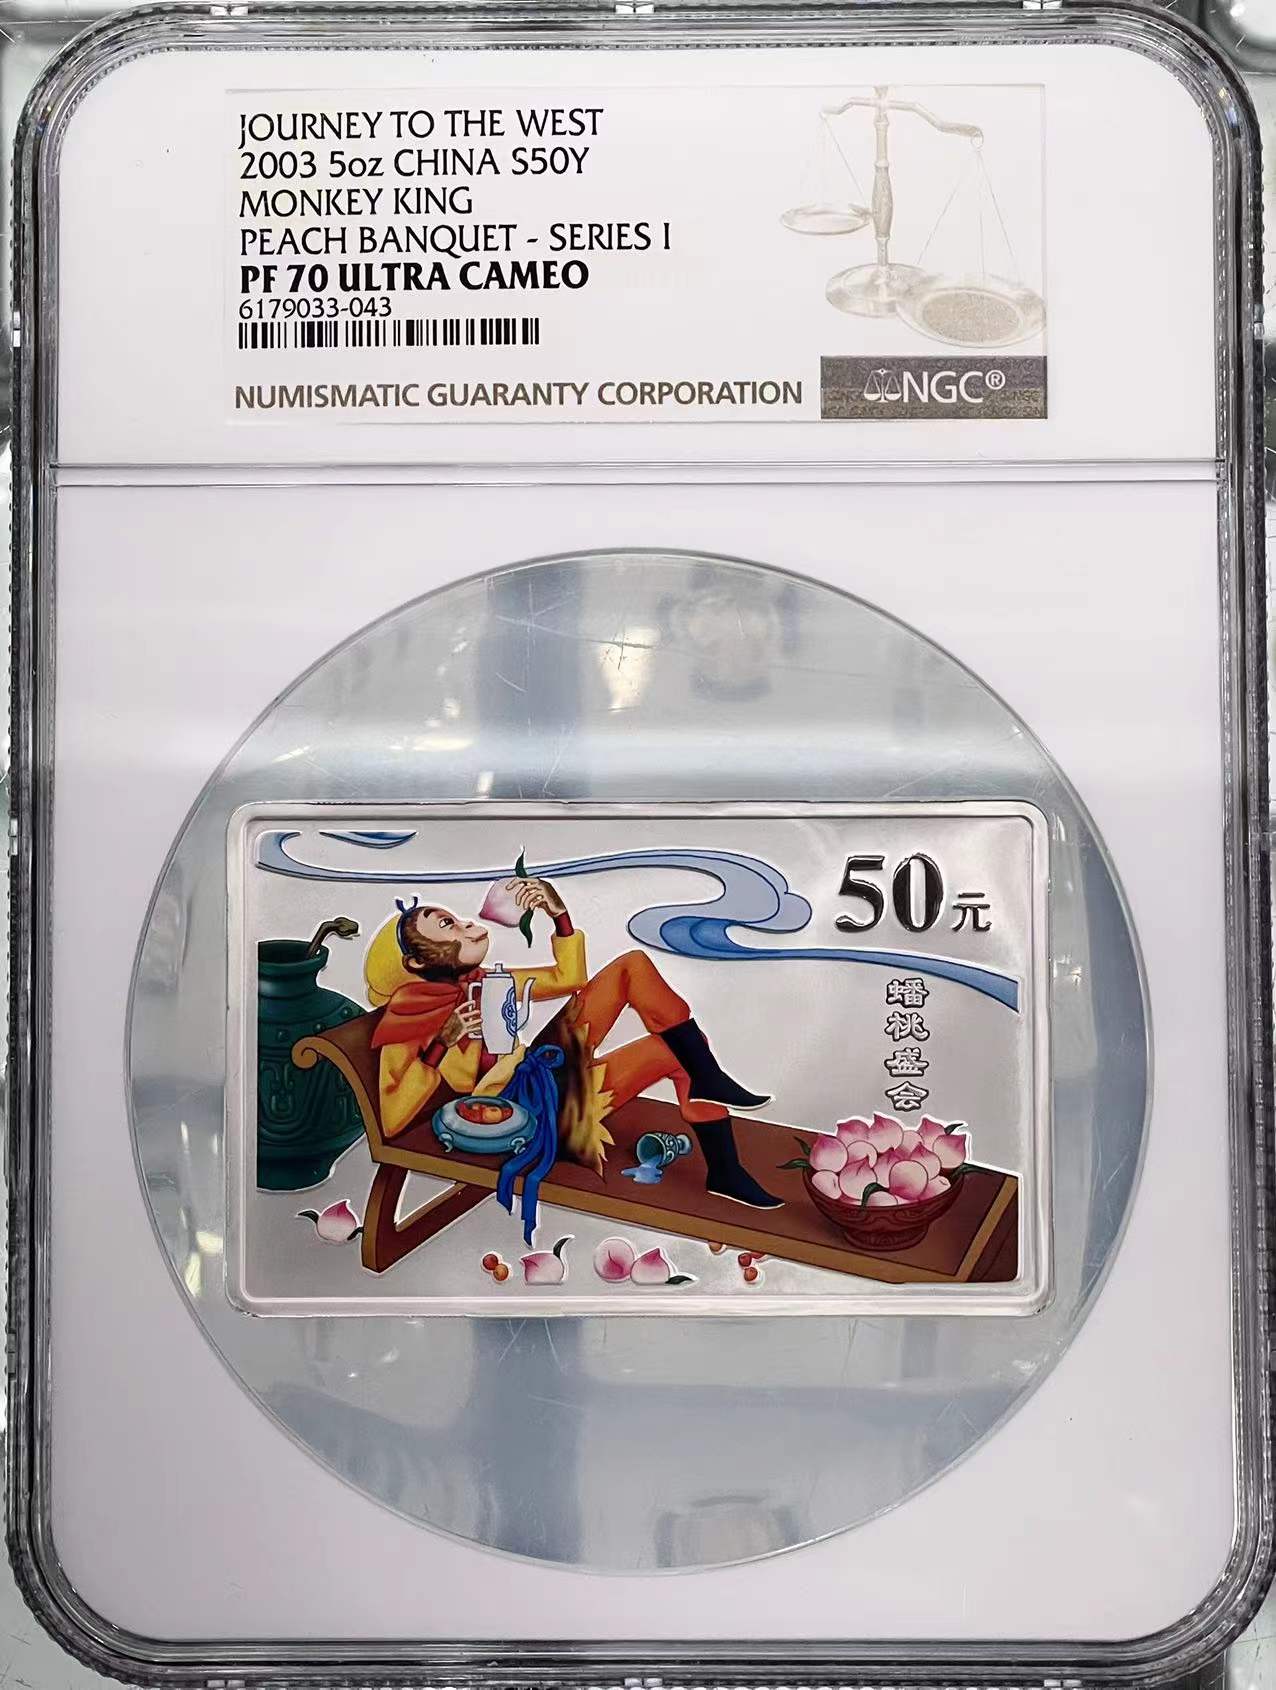 JOURNEY TO THE WEST
2003 5oz CHINA S50Y
MONKEY KING
PEACH BANQUET - SERIES I
PF 70 ULTRA CAMEO
6179033-043
NUMISMATIC GUARANTY CORPORATION
NGC®
50元
蟠桃盛会